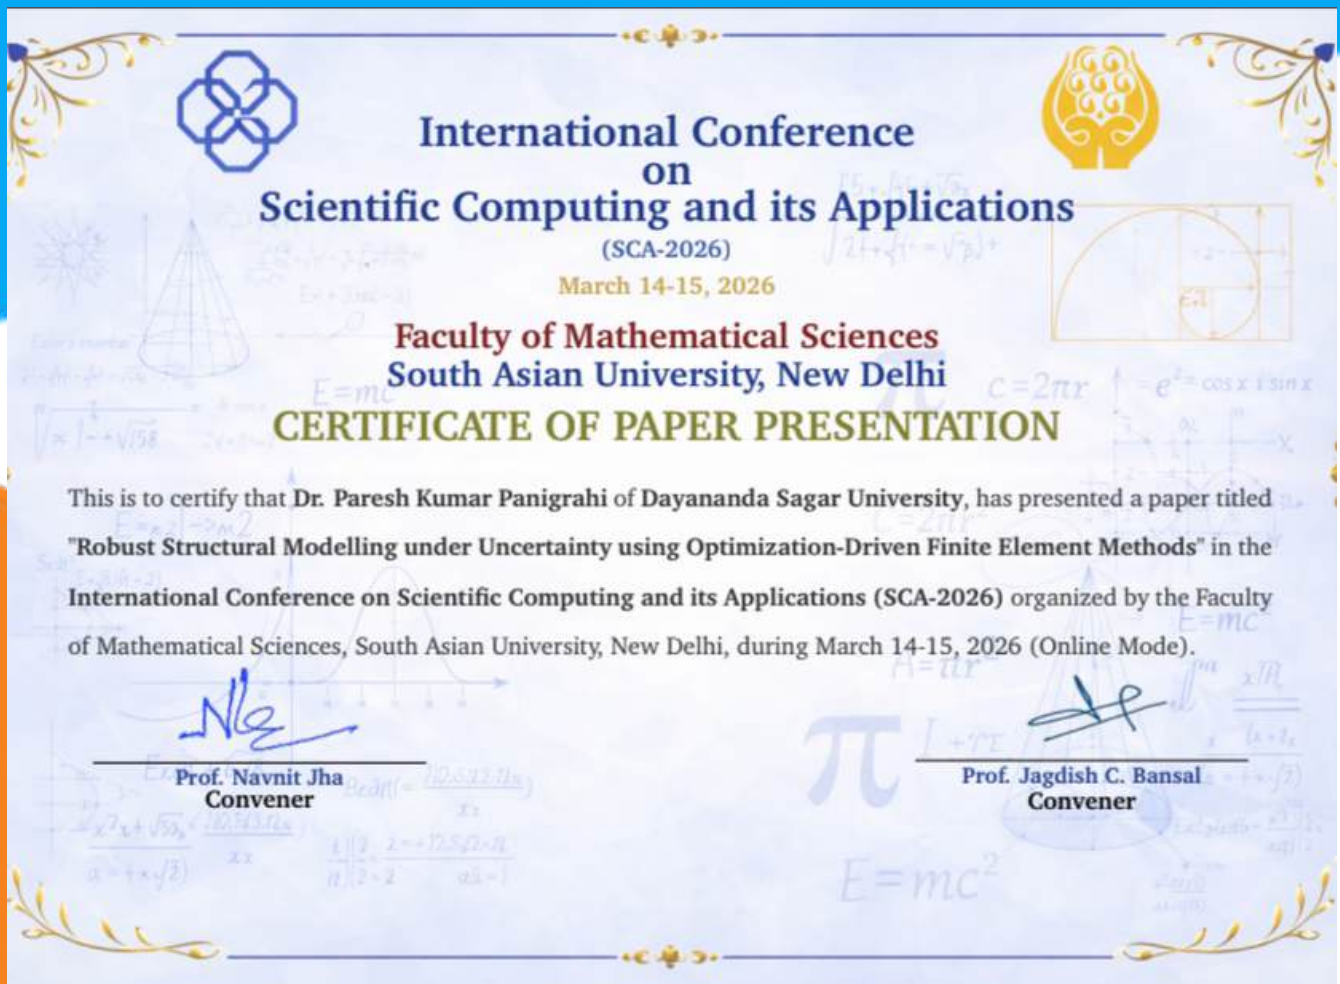 International Conference
on
Scientific Computing and its Applications
(SCA-2026)
March 14-15, 2026
Faculty of Mathematical Sciences
South Asian University, New Delhi
CERTIFICATE OF PAPER PRESENTATION
This is to certify that Dr. Paresh Kumar Panigrahi of Dayananda Sagar University, has presented a paper titled
"Robust Structural Modelling under Uncertainty using Optimization-Driven Finite Element Methods" in the
International Conference on Scientific Computing and its Applications (SCA-2026) organized by the Faculty
of Mathematical Sciences, South Asian University, New Delhi, during March 14-15, 2026 (Online Mode).
Prof. Navnit Jha
Convener
Prof. Jagdish C. Bansal
Convener
E=mc
π
c=2πr
π
E=mc²
E=mc²